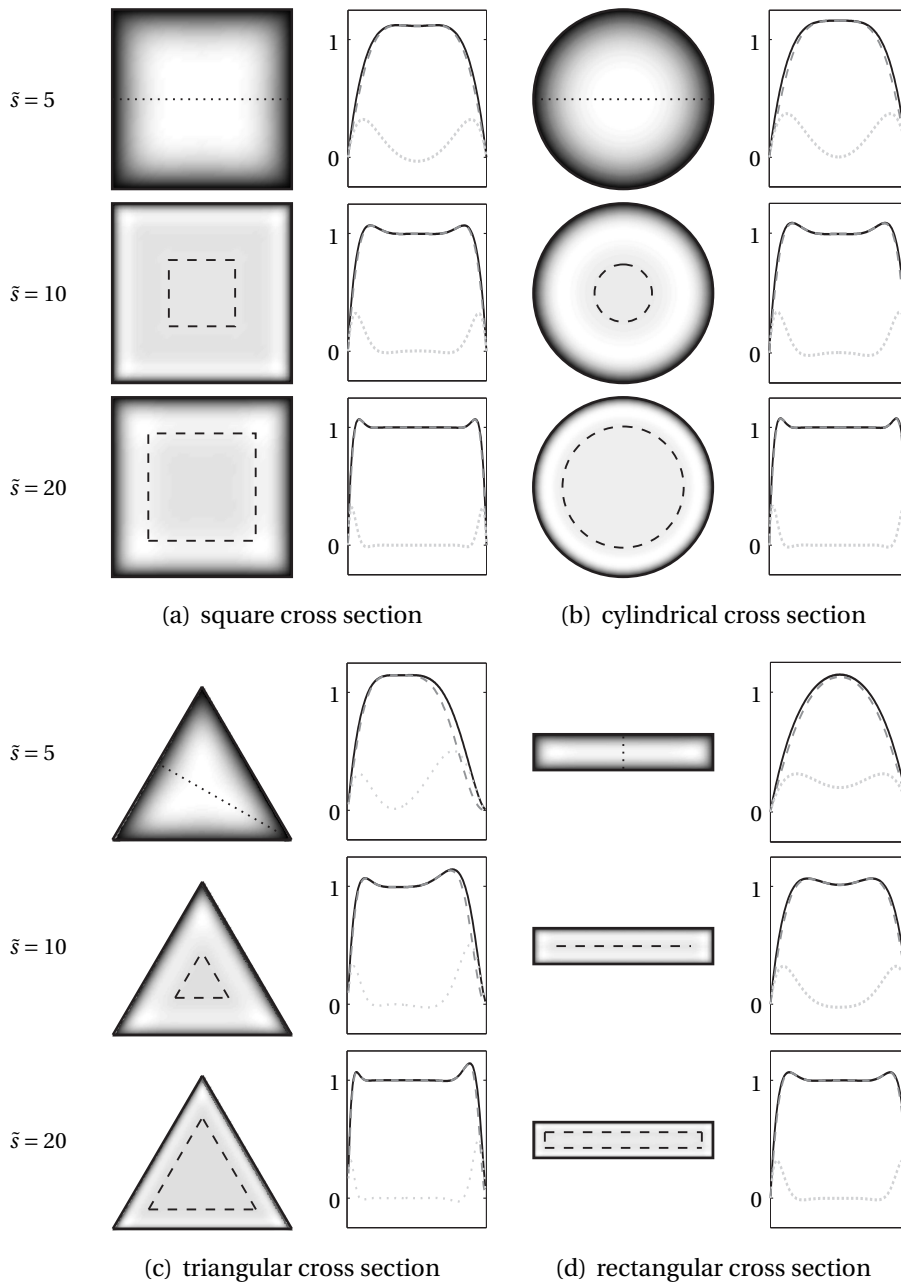 1
0
1
0
s̃ = 5
1
0
1
0
s̃ = 10
1
0
1
0
s̃ = 20
(a) square cross section
(b) cylindrical cross section
1
0
1
0
s̃ = 5
1
0
1
0
s̃ = 10
1
0
1
0
s̃ = 20
(c) triangular cross section
(d) rectangular cross section